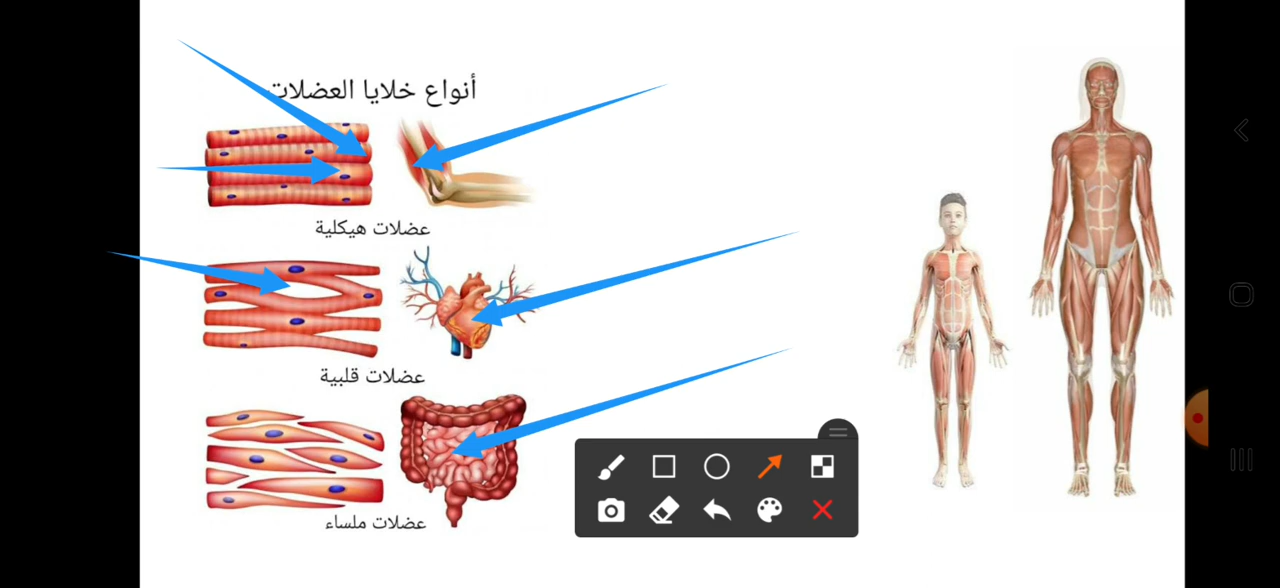 أنواع خلايا العضلات
عضلات هيكلية
عضلات قلبية
عضلات ملساء